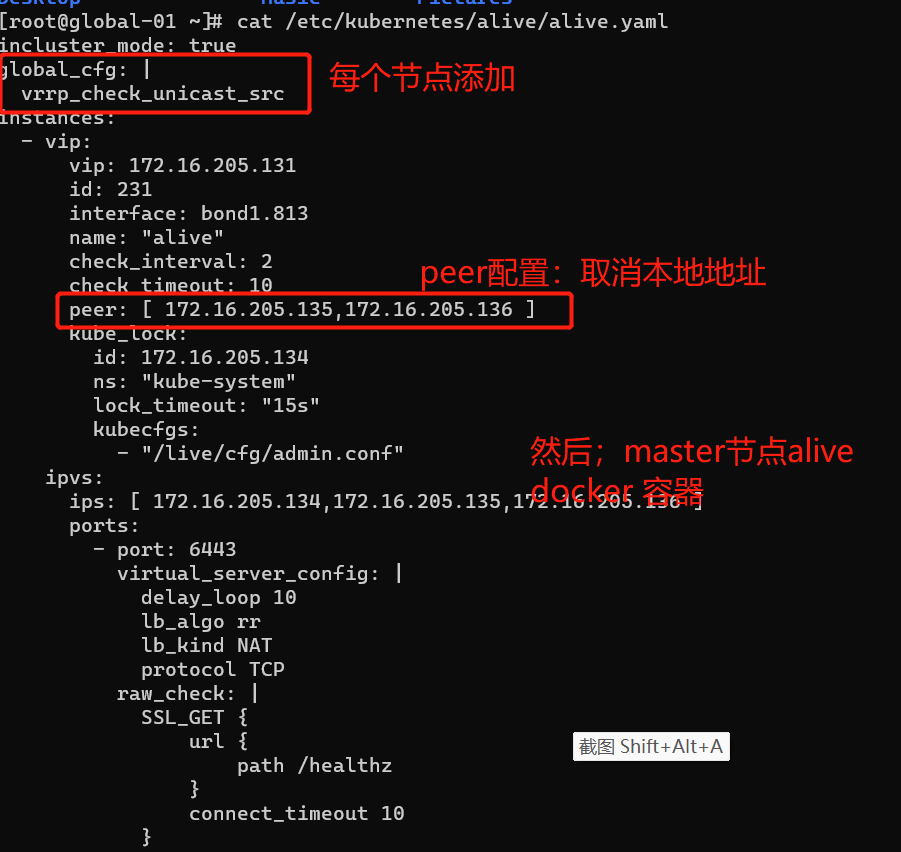 Desktop Music Pictures
[root@global-01 ~]# cat /etc/kubernetes/alive/alive.yaml
incluster_mode: true
global_cfg: |
每个节点添加
vrrp_check_unicast_src
instances:
- vip:
vip: 172.16.205.131
id: 231
interface: bond1.813
name: "alive"
check_interval: 2
peer配置：取消本地地址
check_timeout: 10
peer: [ 172.16.205.135,172.16.205.136 ]
kube_lock:
id: 172.16.205.134
ns: "kube-system"
lock_timeout: "15s"
kubecfgs:
- "/live/cfg/admin.conf"
然后；master节点alive
docker 容器
ipvs:
ips: [ 172.16.205.134,172.16.205.135,172.16.205.136 ]
ports:
- port: 6443
virtual_server_config: |
delay_loop 10
lb_algo rr
lb_kind NAT
protocol TCP
raw_check: |
SSL_GET {
url {
截图 Shift+Alt+A
path /healthz
}
connect_timeout 10
}